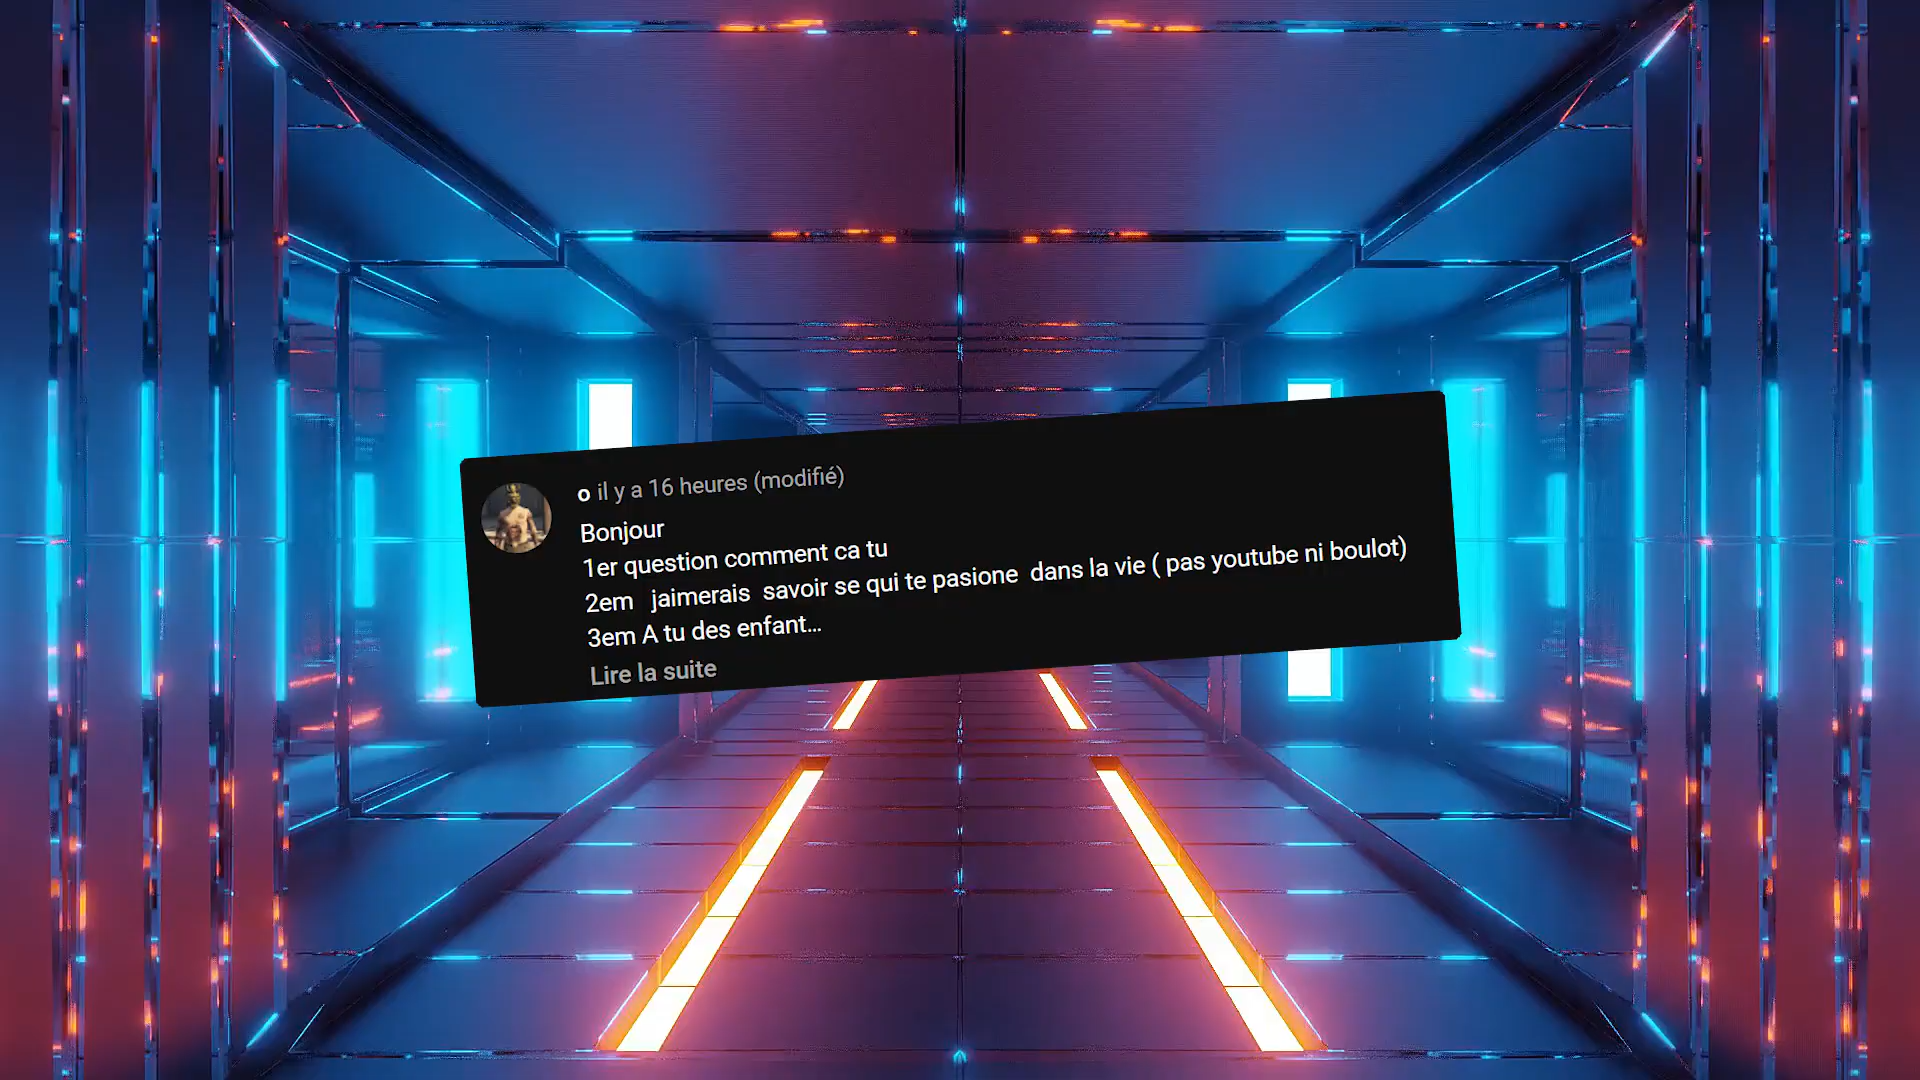 o il y a 16 heures (modifié)
Bonjour
1er question comment ca tu
2em jaimerais savoir se qui te pasione dans la vie ( pas youtube ni boulot)
3em A tu des enfant...
Lire la suite